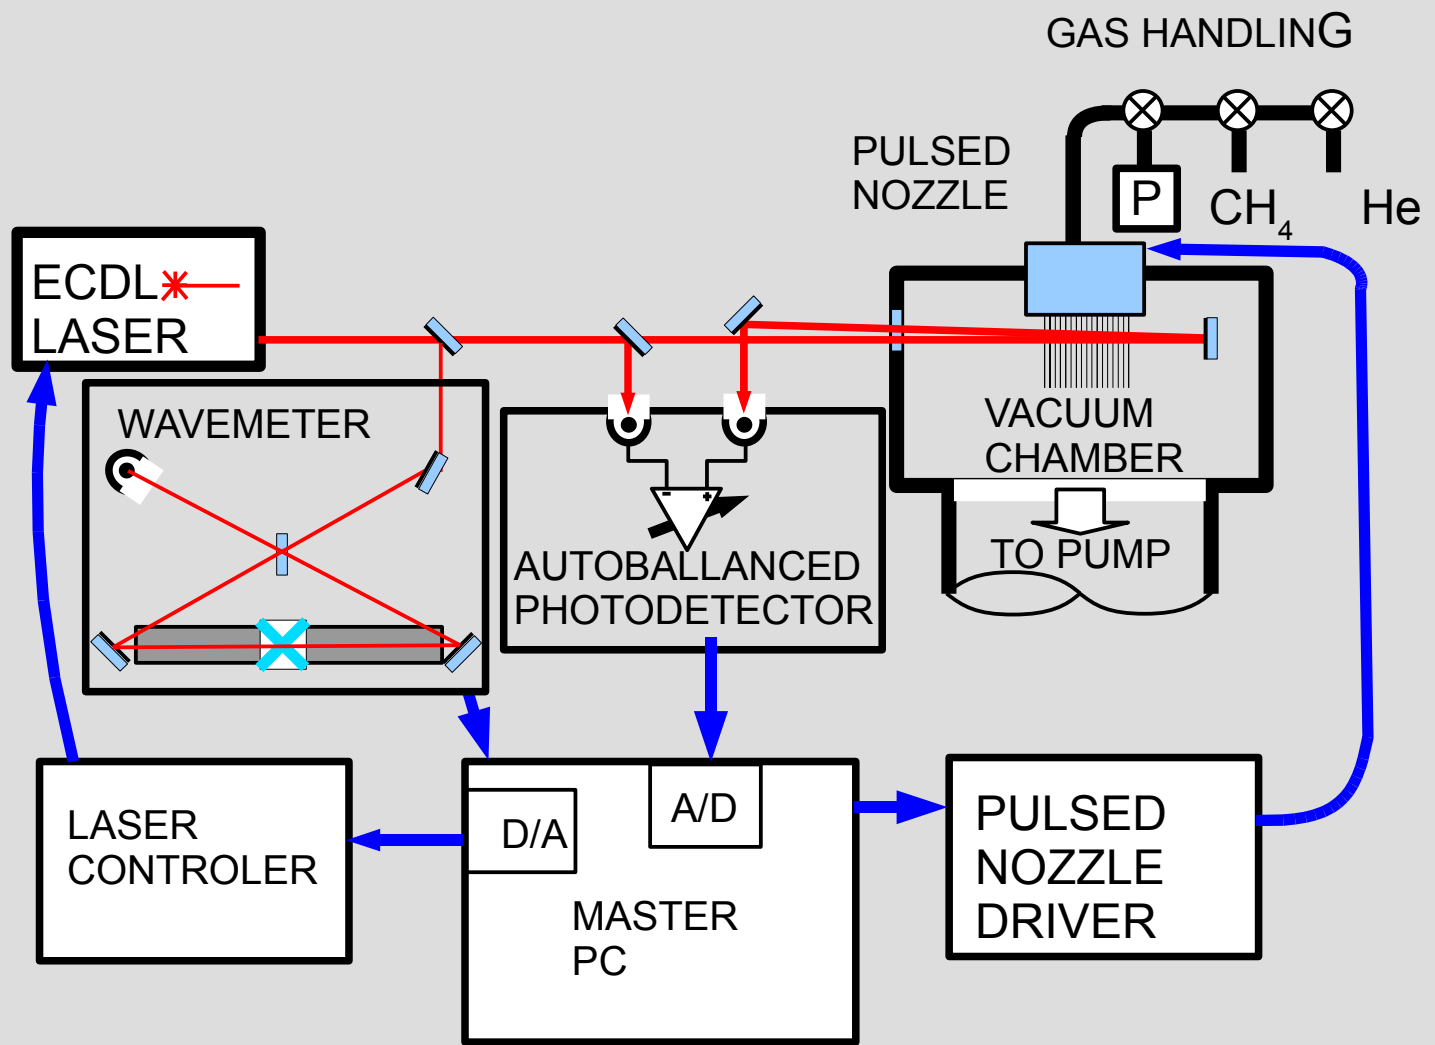 GAS HANDLING
PULSED
NOZZLE
P
CH4
He
ECDL
LASER
WAVEMETER
VACUUM
CHAMBER
- +
TO PUMP
AUTOBALLANCED
PHOTODETECTOR
LASER
CONTROLER
D/A
A/D
MASTER
PC
PULSED
NOZZLE
DRIVER